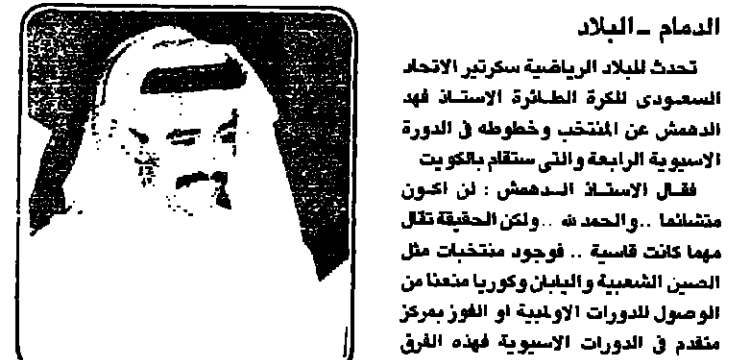 الدمام ـ البلاد
تحدث للبلاد الرياضية سكرتير الاتحاد
السعودى للكرة الطائرة الاستاذ فهد
الدهمش عن المنتخب وخطوطه في الدورة
الاسيوية الرابعة والتى ستقام بالكويت
فقال الاستاذ الدهمش : لن اكون
متشائما .. والحمد لله .. ولكن الحقيقة تقال
مهما كانت قاسية .. فوجود منتخبات مثل
الصين الشعبية واليابان وكوريا منعنا من
الوصول للدورات الاولمبية او الفوز بمركز
متقدم في الدورات الاسيوية فهذه الفرق